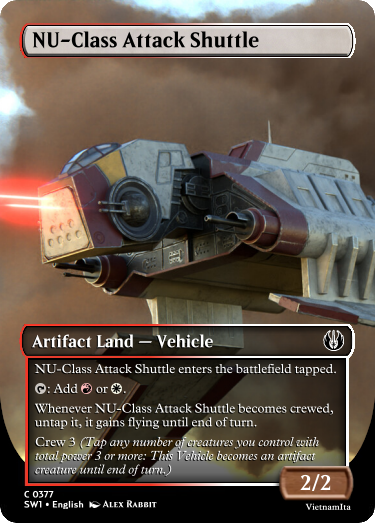 NU-Class Attack Shuttle
Artifact Land — Vehicle
NU-Class Attack Shuttle enters the battlefield tapped.
: Add or .
Whenever NU-Class Attack Shuttle becomes crewed,
untap it, it gains flying until end of turn.
Crew 3 (Tap any number of creatures you control with
total power 3 or more: This Vehicle becomes an artifact
creature until end of turn.)
2/2
C 0377
SW1 • English Alex Rabbit
VietnamIta